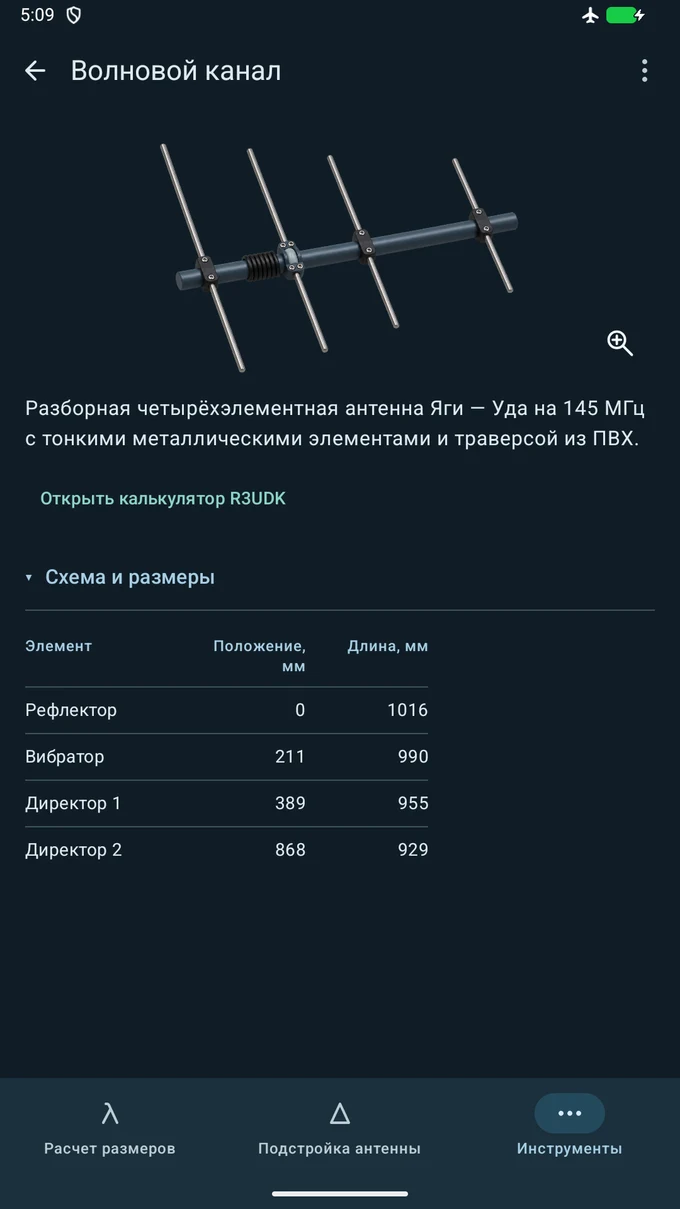 5:09
Волновой канал
Разборная четырёхэлементная антенна Яги — Уда на 145 МГц
с тонкими металлическими элементами и траверсой из ПВХ.
Открыть калькулятор R3UDK
Схема и размеры
Элемент Положение, мм Длина, мм
Рефлектор 0 1016
Вибратор 211 990
Директор 1 389 955
Директор 2 868 929
λ Δ
Расчет размеров Подстройка антенны Инструменты